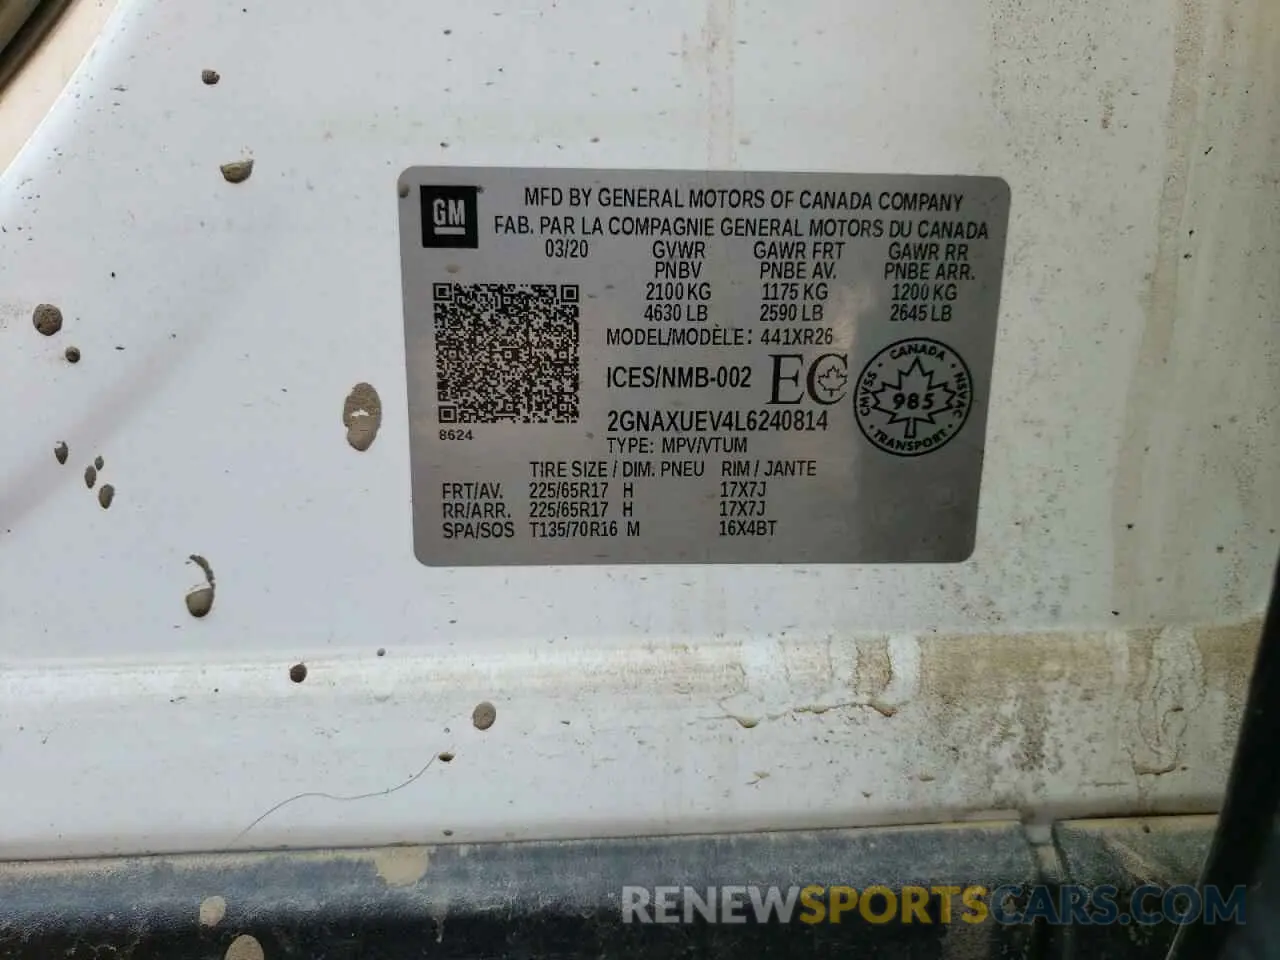 GM
MFD BY GENERAL MOTORS OF CANADA COMPANY
FAB. PAR LA COMPAGNIE GENERAL MOTORS DU CANADA
03/20 GVWR GAWR FRT GAWR RR
PNBV PNBE AV. PNBE ARR.
2100 KG 1175 KG 1200 KG
4630 LB 2590 LB 2645 LB
MODEL/MODÈLE: 441XR26
ICES/NMB-002 EC
CANADA
CMVSS 985 NSVAC
TRANSPORT
2GNAXUEV4L6240814
8624
TYPE: MPV/VTUM
TIRE SIZE / DIM. PNEU RIM / JANTE
FRT/AV. 225/65R17 H 17X7J
RR/ARR. 225/65R17 H 17X7J
SPA/SOS T135/70R16 M 16X4BT
RENEWSPORTSCARS.COM